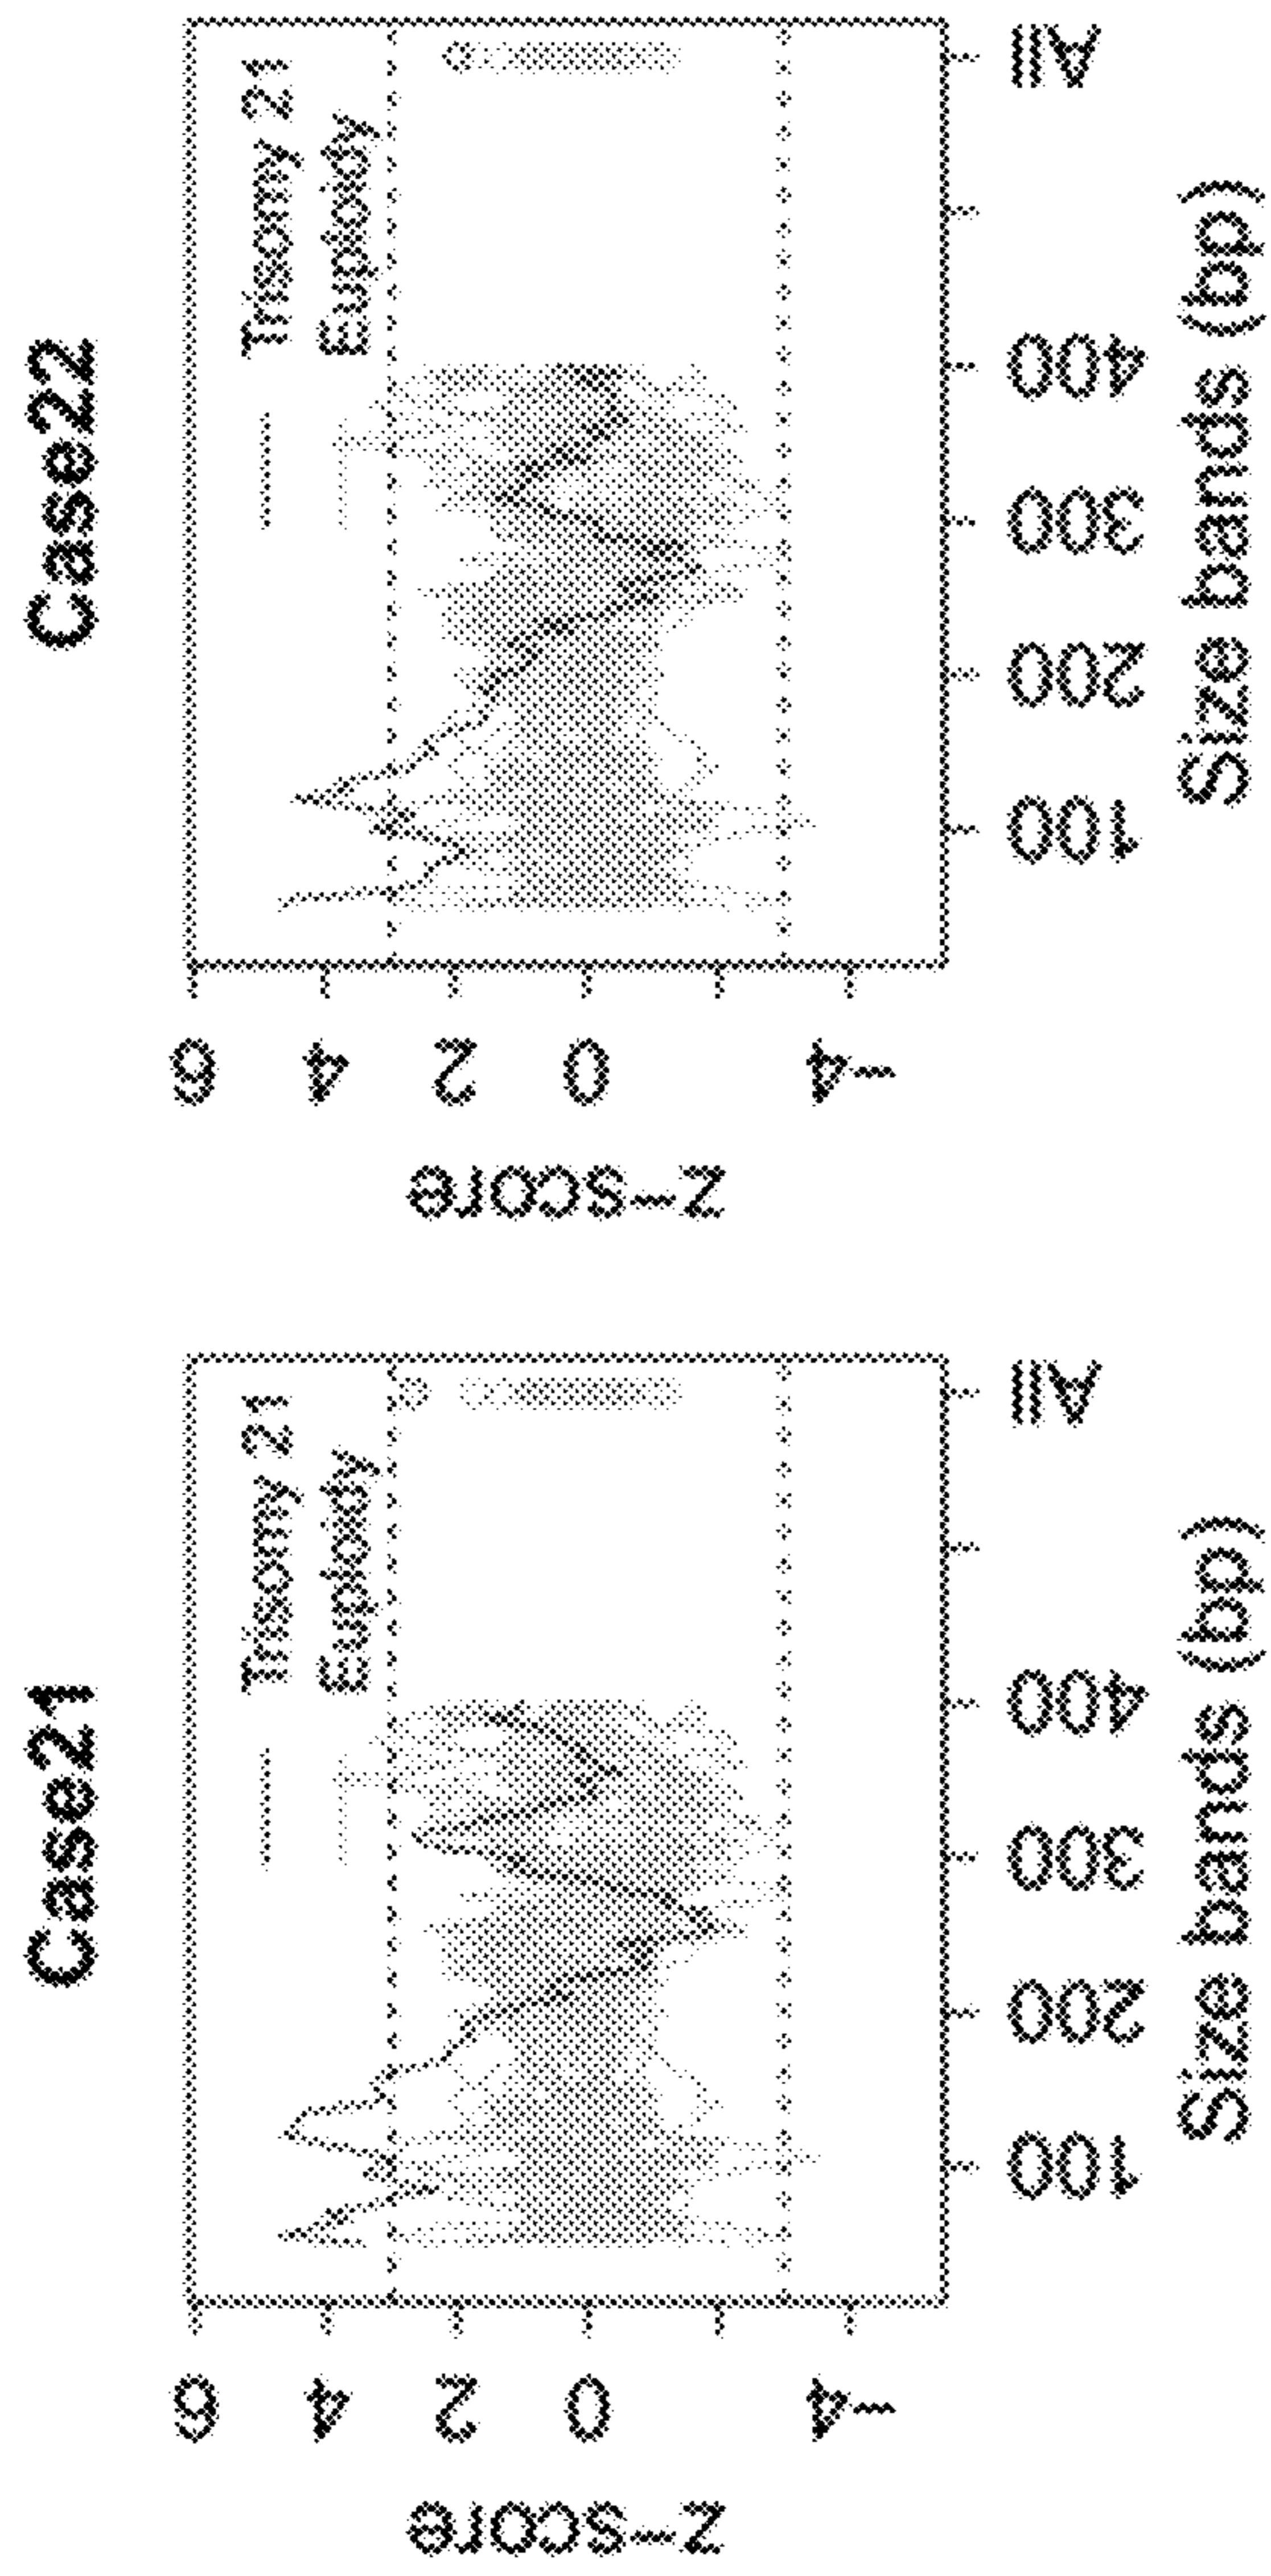 Case21
Trisomy 21
Euploidy
6
4
2
0
-4
z-score
100
200
300
400
All
Size bands (bp)
Case22
Trisomy 21
Euploidy
6
4
2
0
-4
z-score
100
200
300
400
All
Size bands (bp)